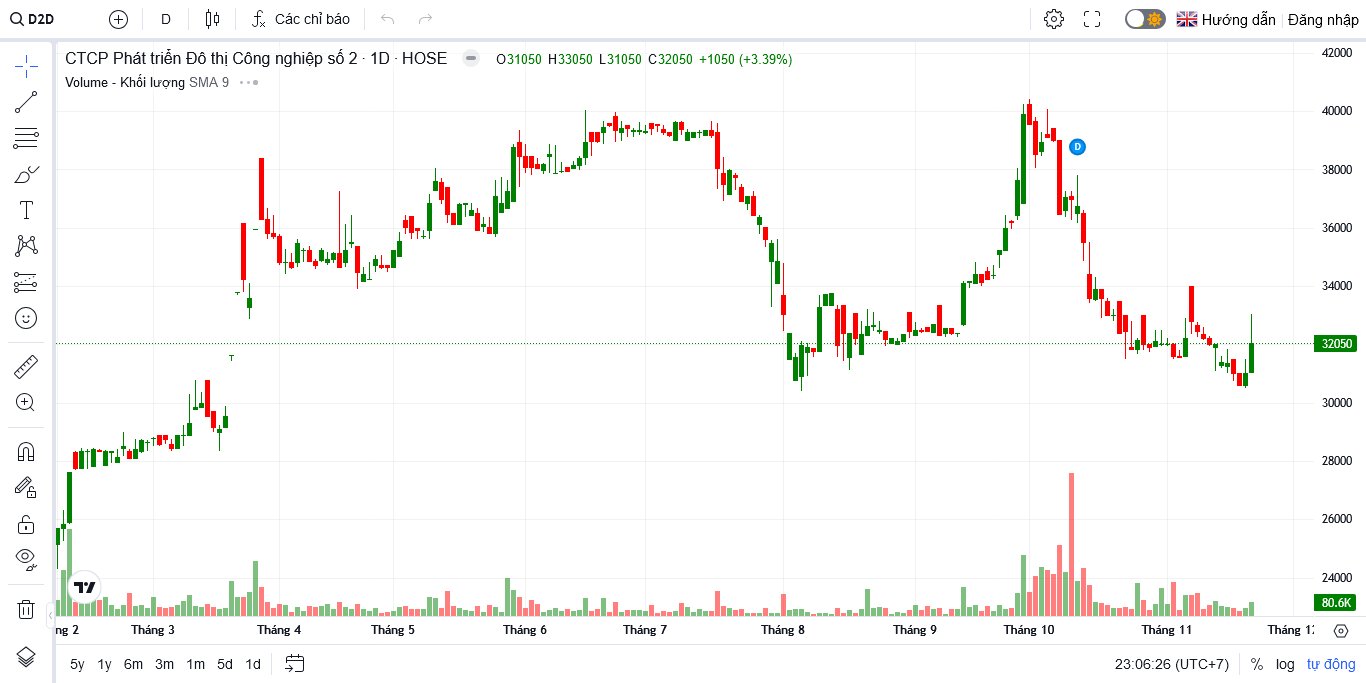 D2D D Các chỉ báo Hướng dẫn Đăng nhập
CTCP Phát triển Đô thị Công nghiệp số 2 · 1D · HOSE O31050 H33050 L31050 C32050 +1050 (+3.39%)
Volume - Khối lượng SMA 9
42000
40000
D
38000
36000
34000
32050
30000
28000
26000
24000
80.6K
ng 2 Tháng 3 Tháng 4 Tháng 5 Tháng 6 Tháng 7 Tháng 8 Tháng 9 Tháng 10 Tháng 11 Tháng 12
5y 1y 6m 3m 1m 5d 1d 23:06:26 (UTC+7) % log tự động